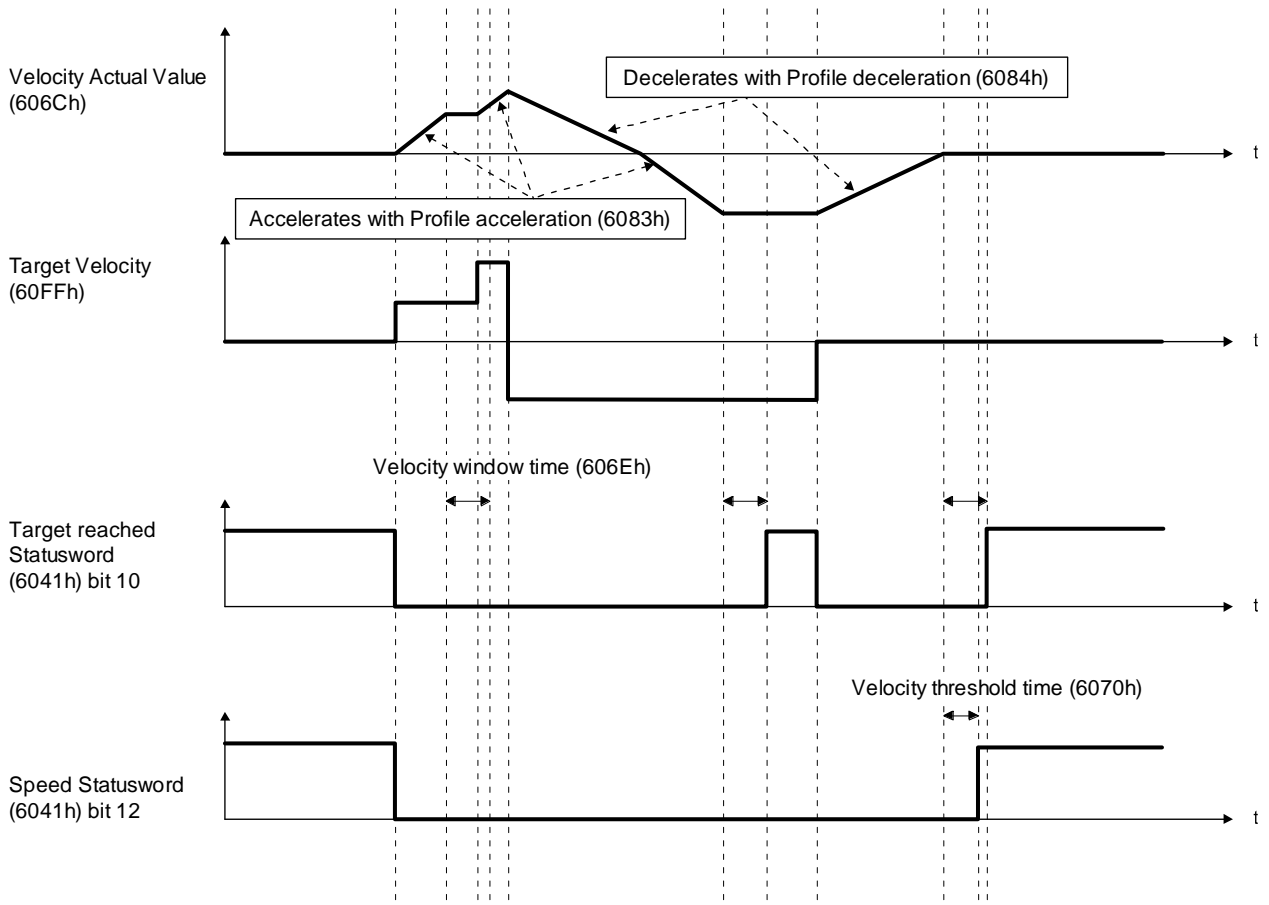 Velocity Actual Value
(606Ch)
Decelerates with Profile deceleration (6084h)
t
Accelerates with Profile acceleration (6083h)
Target Velocity
(60FFh)
t
Velocity window time (606Eh)
Target reached
Statusword
(6041h) bit 10
t
Velocity threshold time (6070h)
Speed Statusword
(6041h) bit 12
t